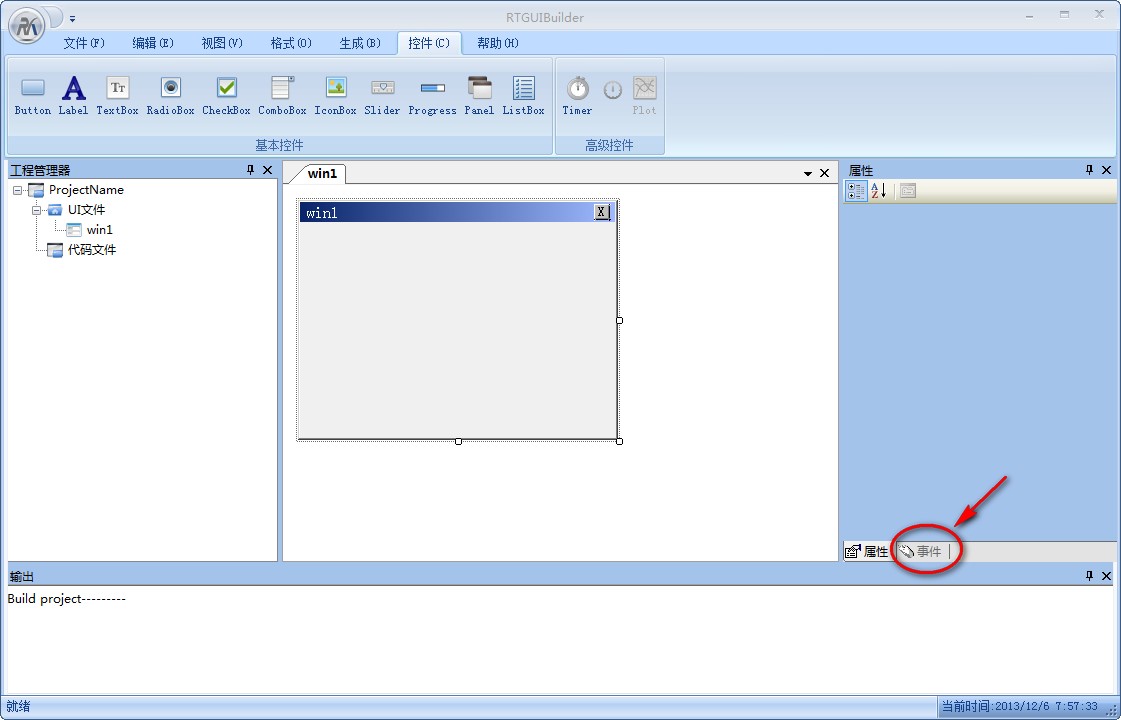 RTGUIBuilder
文件(F) 编辑(E) 视图(V) 格式(O) 生成(B) 控件(C) 帮助(H)
Button Label TextBox RadioBox CheckBox ComboBox IconBox Slider Progress Panel ListBox Timer Plot
基本控件 高级控件
工程管理器 win1 属性
ProjectName
UI文件
win1
代码文件
win1 X
属性 事件
输出
Build project---------
就绪 当前时间:2013/12/6 7:57:33